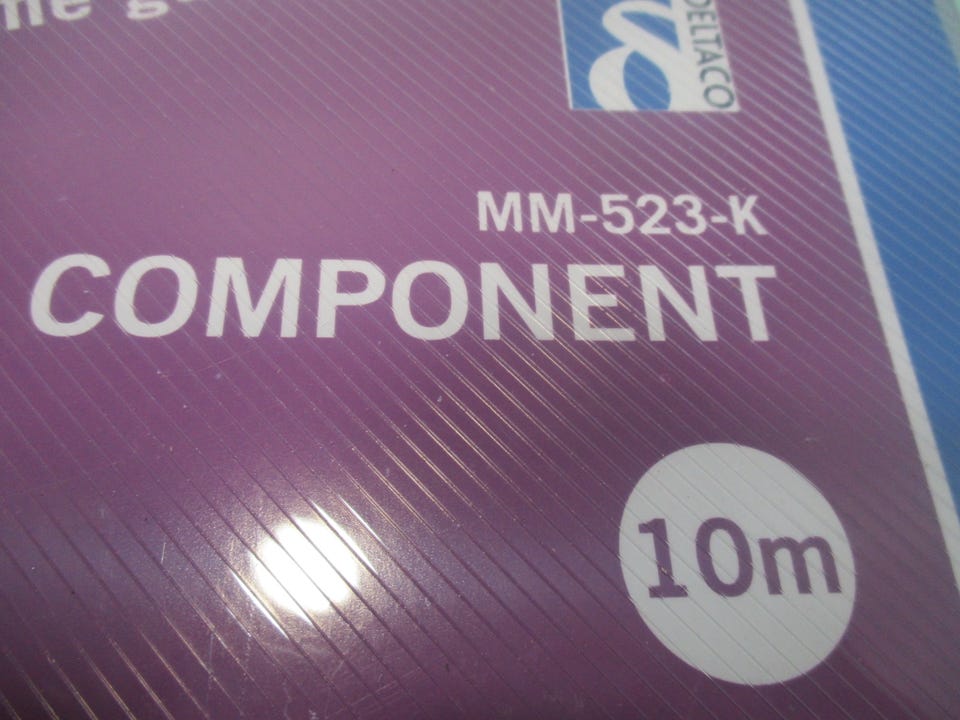 DELTACO
MM-523-K
COMPONENT
10m